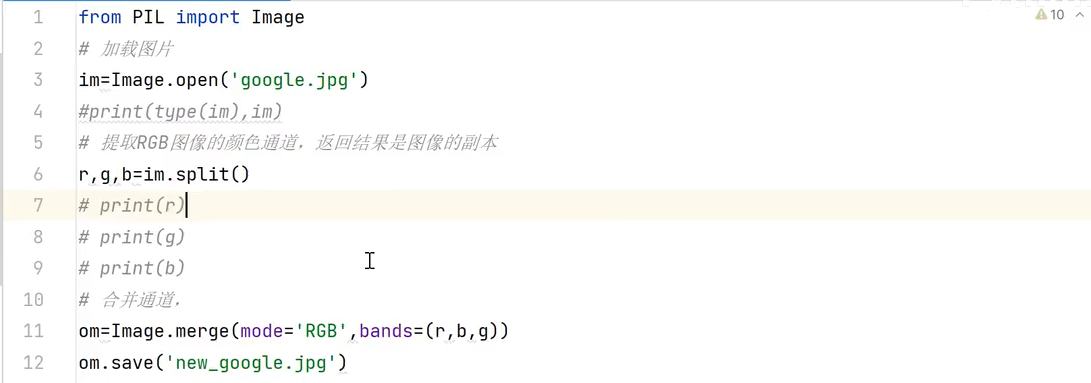 10
1 from PIL import Image
2 # 加载图片
3 im=Image.open('google.jpg')
4 #print(type(im),im)
5 # 提取RGB图像的颜色通道，返回结果是图像的副本
6 r,g,b=im.split()
7 # print(r)
8 # print(g)
9 # print(b)
10 # 合并通道，
11 om=Image.merge(mode='RGB',bands=(r,b,g))
12 om.save('new_google.jpg')